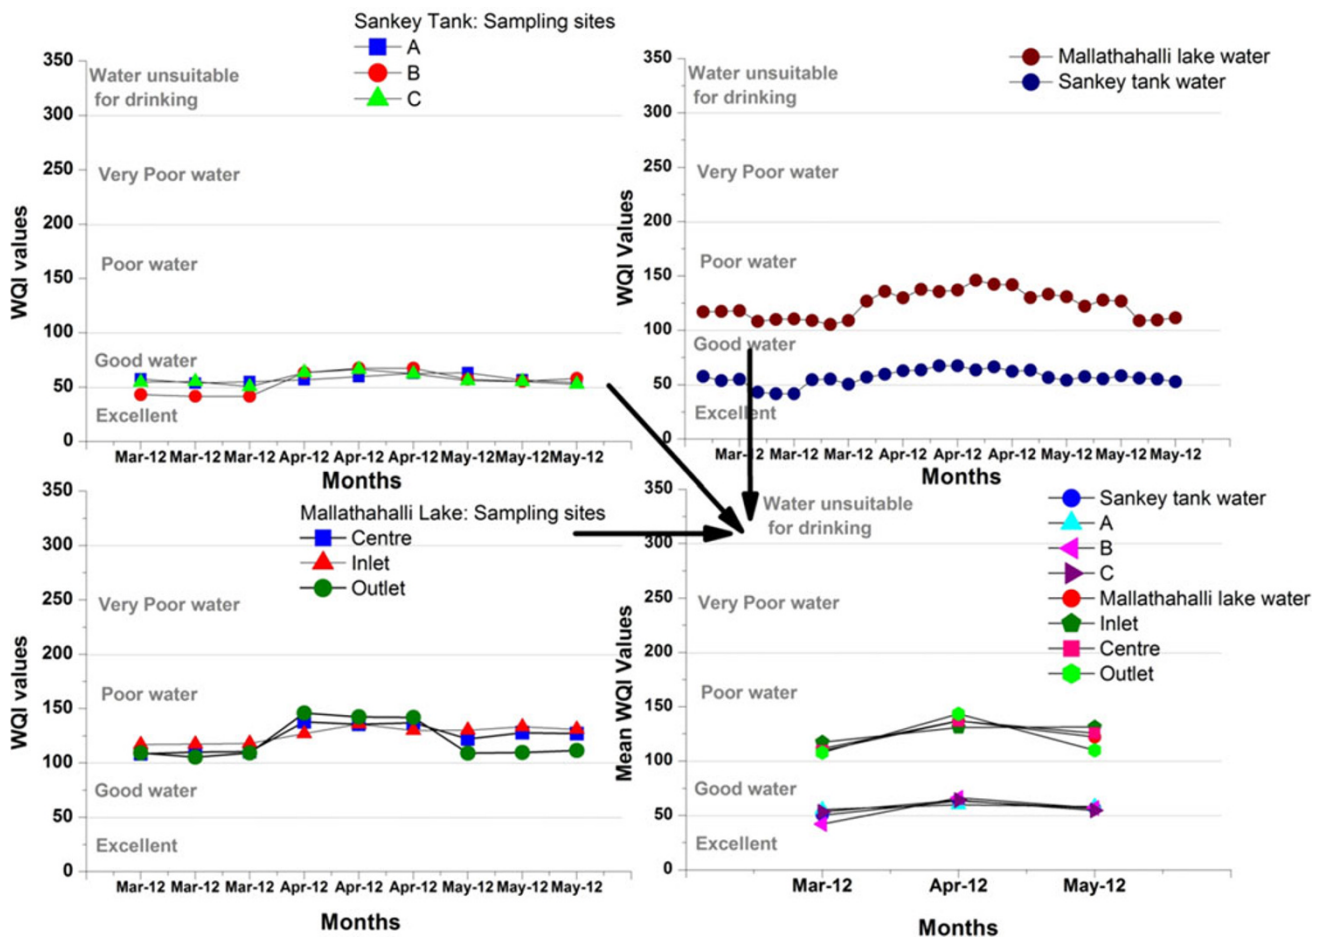 Sankey Tank: Sampling sites
A
B
C
350
300
250
200
150
100
50
0
WQI values
Water unsuitable
for drinking
Very Poor water
Poor water
Good water
Excellent
Mar-12 Mar-12 Mar-12 Apr-12 Apr-12 Apr-12 May-12 May-12 May-12
Months
Mallathahalli lake water
Sankey tank water
350
300
250
200
150
100
50
0
WQI Values
Water unsuitable
for drinking
Very Poor water
Poor water
Good water
Excellent
Mar-12 Mar-12 Mar-12 Apr-12 Apr-12 Apr-12 May-12 May-12 May-12
Months
Mallathahalli Lake: Sampling sites
Centre
Inlet
Outlet
350
300
250
200
150
100
50
0
WQI values
Very Poor water
Poor water
Good water
Excellent
Mar-12 Mar-12 Mar-12 Apr-12 Apr-12 Apr-12 May-12 May-12 May-12
Months
Sankey tank water
A
B
C
Mallathahalli lake water
Inlet
Centre
Outlet
350
300
250
200
150
100
50
0
Mean WQI Values
Water unsuitable
for drinking
Very Poor water
Poor water
Good water
Excellent
Mar-12 Apr-12 May-12
Months